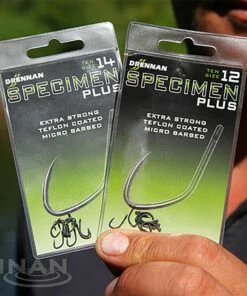 DRENNAN
TEN SIZE 14
SPECIMEN
PLUS
EXTRA STRONG
TEFLON COATED
MICRO BARBED
DRENNAN
TEN SIZE 12
SPECIMEN
PLUS
EXTRA STRONG
TEFLON COATED
MICRO BARBED
NNAN